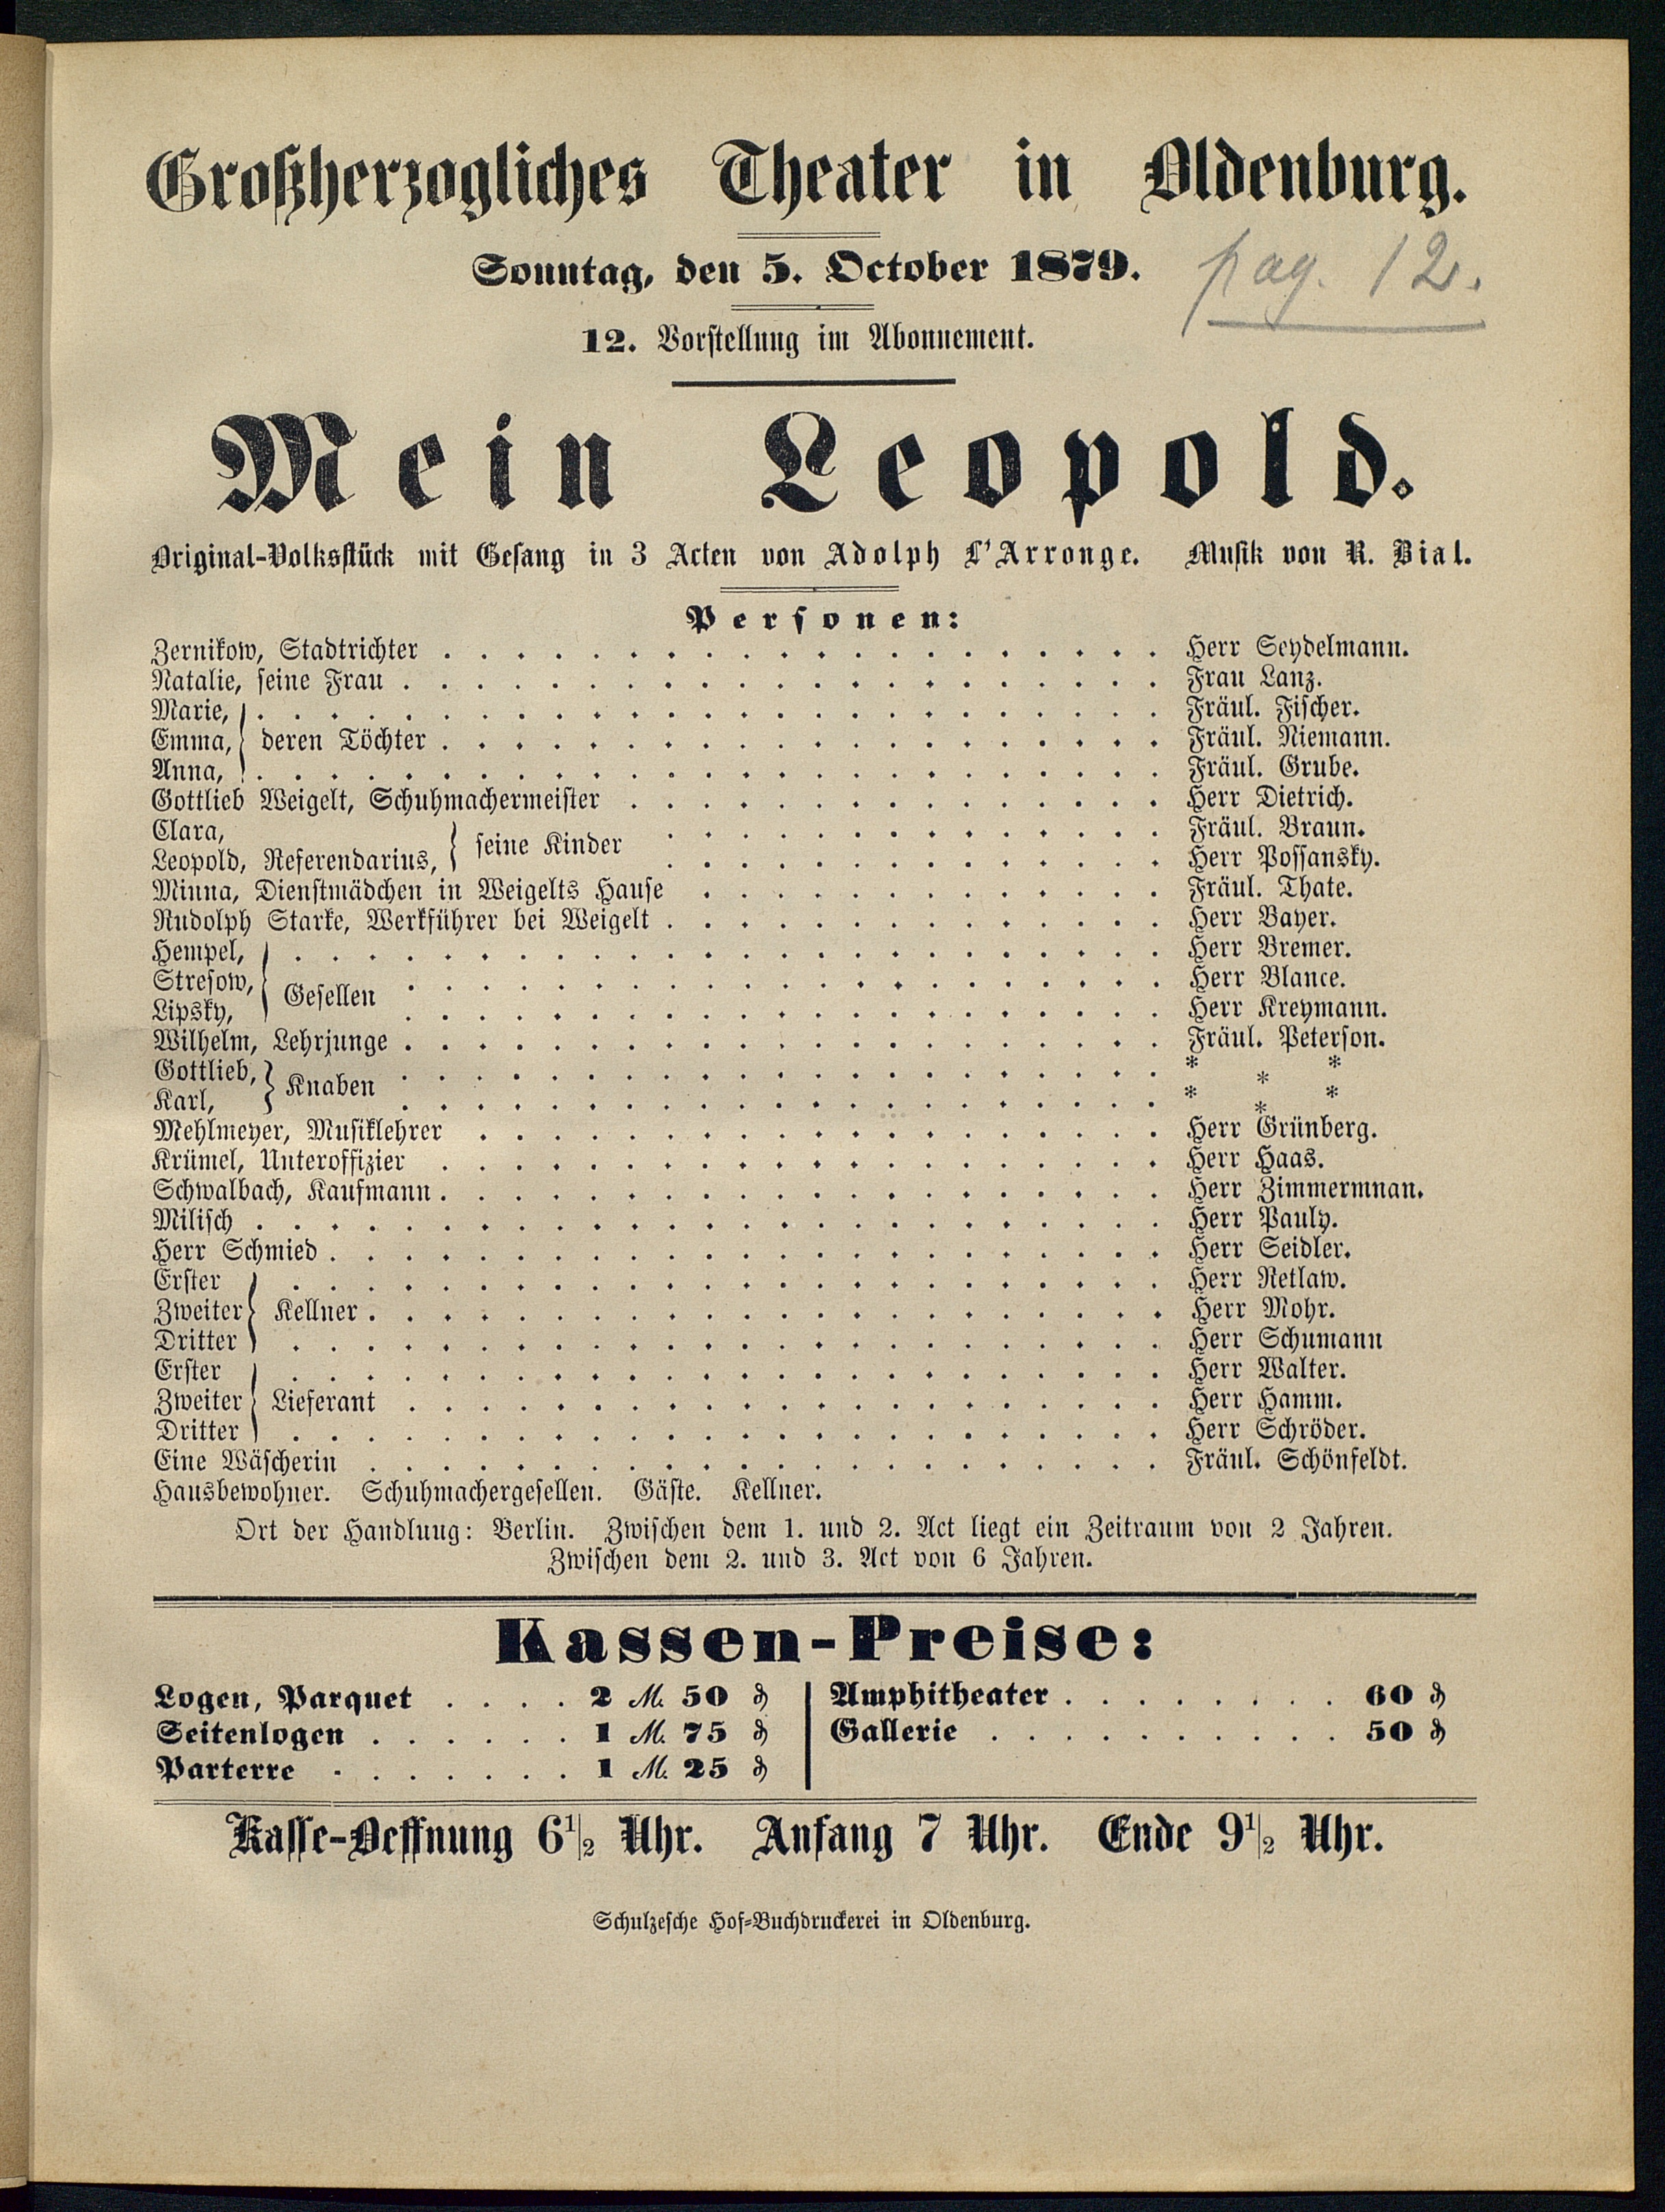 Großherzogliches Theater in Oldenburg.
Sonntag, den 5. October 1879.
pag. 12.
12. Vorstellung im Abonnement.
Mein Leopold.
Original-Volksstück mit Gesang in 3 Acten von Adolph L'Arronge. Musik von R. Bial.
Personen:
Zernikow, Stadtrichter . . . . . Herr Seydelmann.
Natalie, seine Frau . . . . . Frau Lanz.
Marie, . . . . . Fräul. Fischer.
Emma, deren Töchter . . . . . Fräul. Niemann.
Anna, . . . . . Fräul. Grube.
Gottlieb Weigelt, Schuhmachermeister . . . . . Herr Dietrich.
Clara, . . . . . Fräul. Braun.
seine Kinder
Leopold, Referendarius, . . . . . Herr Possansky.
Minna, Dienstmädchen in Weigelts Hause . . . . . Fräul. Thate.
Rudolph Starke, Werkführer bei Weigelt . . . . . Herr Bayer.
Hempel, . . . . . Herr Bremer.
Stresow, Gesellen . . . . . Herr Blance.
Lipsky, . . . . . Herr Kreymann.
Wilhelm, Lehrjunge . . . . . Fräul. Peterson.
Gottlieb, . . . . . * * *
Knaben
Karl, . . . . . * * *
Mehlmeyer, Musiklehrer . . . . . Herr Grünberg.
Krümel, Unteroffizier . . . . . Herr Haas.
Schwalbach, Kaufmann . . . . . Herr Zimmermnan.
Milisch . . . . . Herr Pauly.
Herr Schmied . . . . . Herr Seidler.
Erster . . . . . Herr Retlaw.
Zweiter Kellner . . . . . Herr Mohr.
Dritter . . . . . Herr Schumann
Erster . . . . . Herr Walter.
Zweiter Lieferant . . . . . Herr Hamm.
Dritter . . . . . Herr Schröder.
Eine Wäscherin . . . . . Fräul. Schönfeldt.
Hausbewohner. Schuhmachergesellen. Gäste. Kellner.
Ort der Handlung: Berlin. Zwischen dem 1. und 2. Act liegt ein Zeitraum von 2 Jahren.
Zwischen dem 2. und 3. Act von 6 Jahren.
Kassen-Preise:
Logen, Parquet . . . . 2 M. 50 ₰
Seitenlogen . . . . . . 1 M. 75 ₰
Parterre . . . . . . . 1 M. 25 ₰
Amphitheater . . . . . . . . 60 ₰
Gallerie . . . . . . . . . . 50 ₰
Kasse-Oeffnung 6½ Uhr. Anfang 7 Uhr. Ende 9½ Uhr.
Schulzesche Hof-Buchdruckerei in Oldenburg.